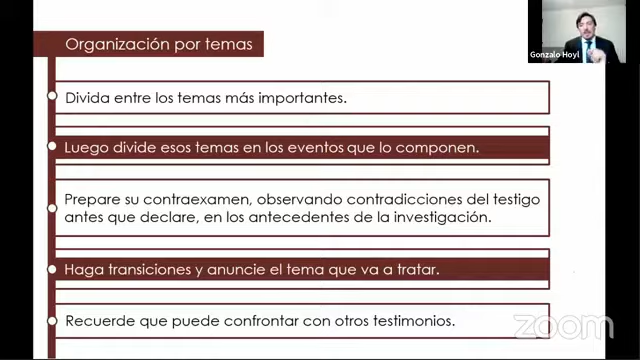 Organización por temas
Gonzalo Hoyl
Divida entre los temas más importantes.
Luego divide esos temas en los eventos que lo componen.
Prepare su contraexamen, observando contradicciones del testigo
antes que declare, en los antecedentes de la investigación.
Haga transiciones y anuncie el tema que va a tratar.
Recuerde que puede confrontar con otros testimonios.
zoom